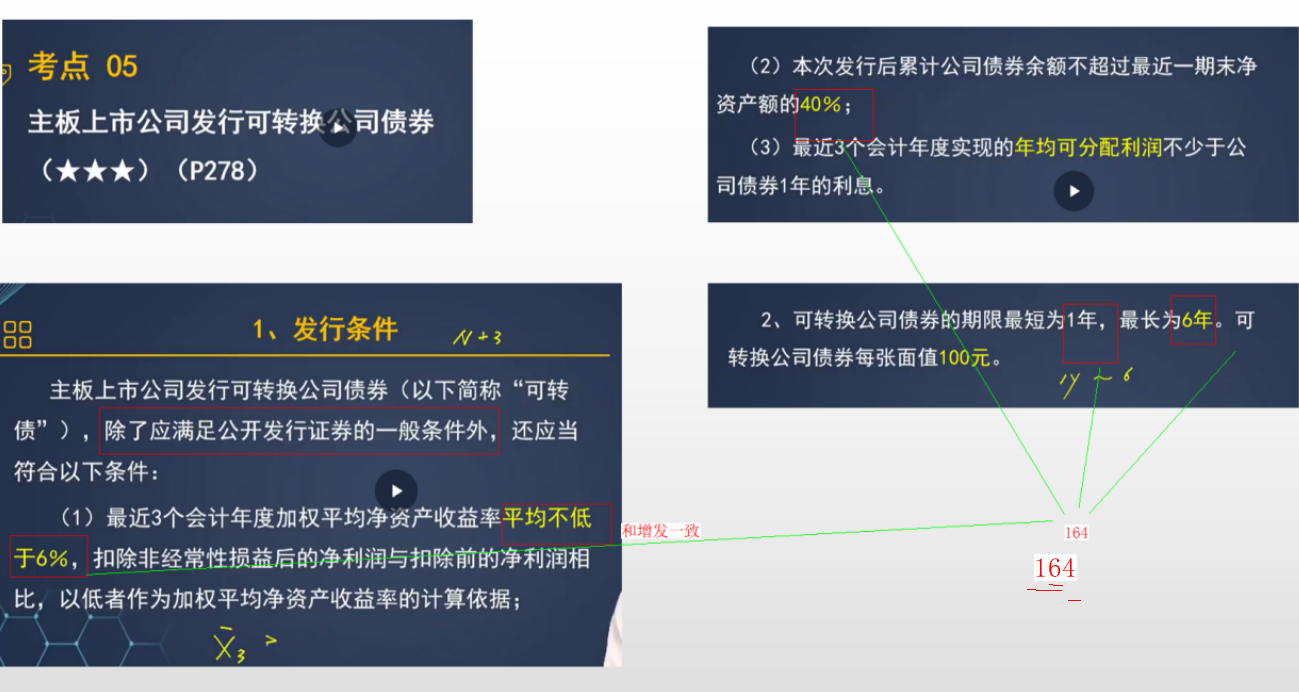 考点 05
主板上市公司发行可转换公司债券
（★★★）（P278）
1、发行条件
N+3
主板上市公司发行可转换公司债券（以下简称“可转
债”），除了应满足公开发行证券的一般条件外，还应当
符合以下条件：
（1）最近3个会计年度加权平均净资产收益率平均不低
于6%，扣除非经常性损益后的净利润与扣除前的净利润相
比，以低者作为加权平均净资产收益率的计算依据；
X̄3 >
和增发一致
（2）本次发行后累计公司债券余额不超过最近一期末净
资产额的40%；
（3）最近3个会计年度实现的年均可分配利润不少于公
司债券1年的利息。
2、可转换公司债券的期限最短为1年，最长为6年。可
转换公司债券每张面值100元。
1y ~ 6
164
164